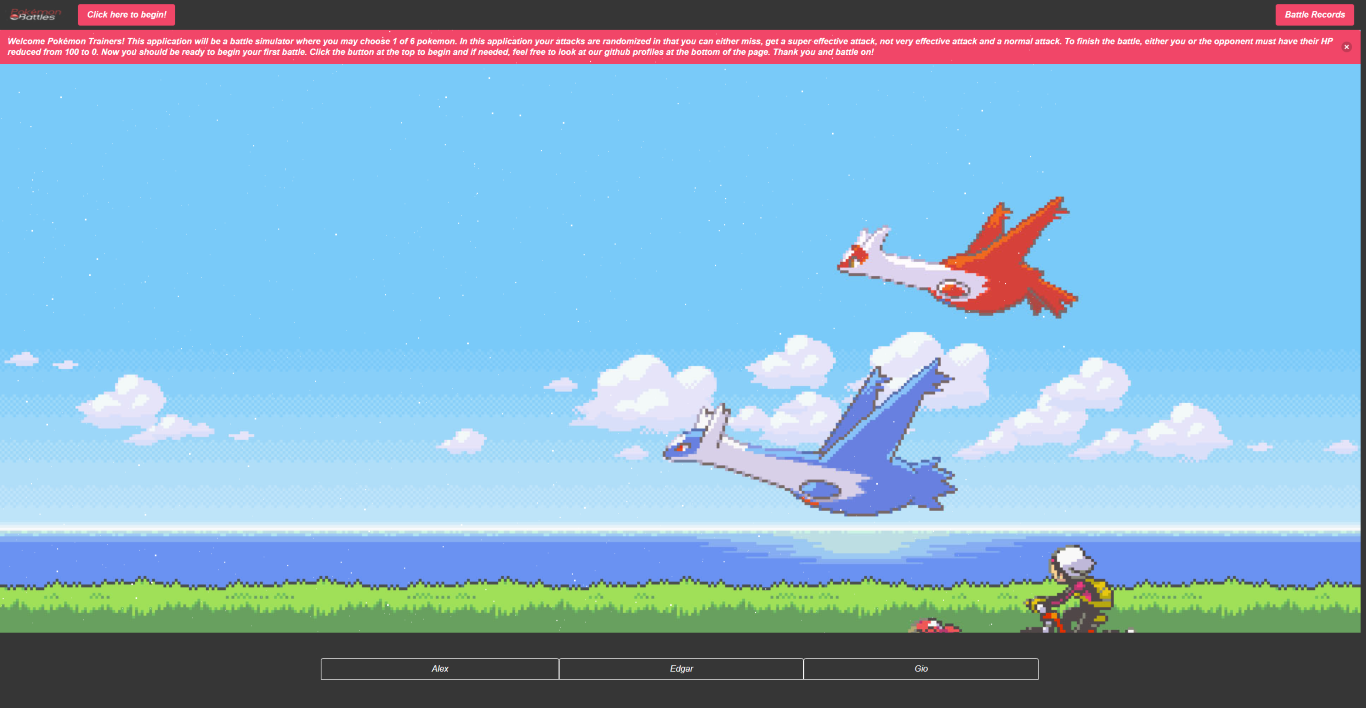 Pokémon
Battles
Click here to begin!
Battle Records
Welcome Pokémon Trainers! This application will be a battle simulator where you may choose 1 of 6 pokemon. In this application your attacks are randomized in that you can either miss, get a super effective attack, not very effective attack and a normal attack. To finish the battle, either you or the opponent must have their HP
reduced from 100 to 0. Now you should be ready to begin your first battle. Click the button at the top to begin and if needed, feel free to look at our github profiles at the bottom of the page. Thank you and battle on!
Alex
Edgar
Gio